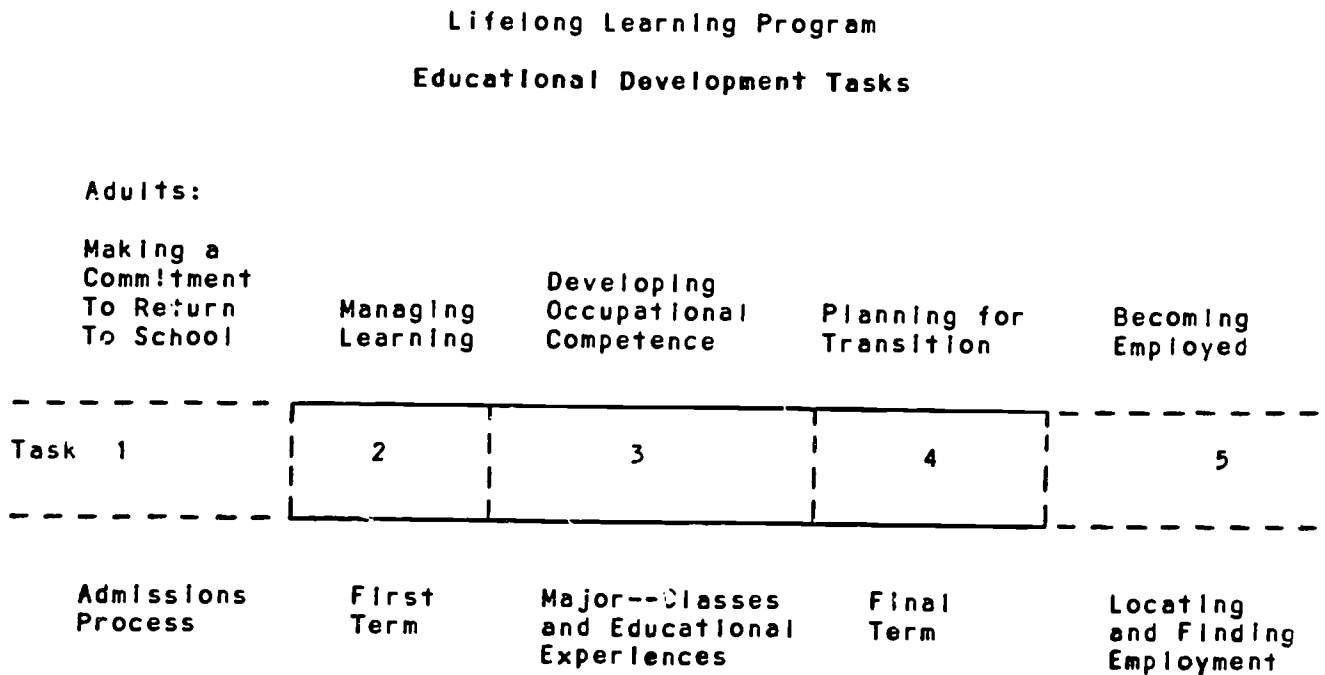 Lifelong Learning Program
Educational Development Tasks
Adults:
Making a
Commitment
To Return
To School
Managing
Learning
Developing
Occupational
Competence
Planning for
Transition
Becoming
Employed
Task 1
2
3
4
5
Admissions
Process
First
Term
Major--Classes
and Educational
Experiences
Final
Term
Locating
and Finding
Employment